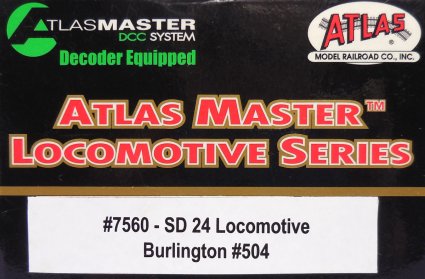 ATLASMASTER
DCC SYSTEM
Decoder Equipped
ATLAS
MODEL RAILROAD CO., INC.
ATLAS MASTER™
LOCOMOTIVE SERIES
#7560 - SD 24 Locomotive
Burlington #504